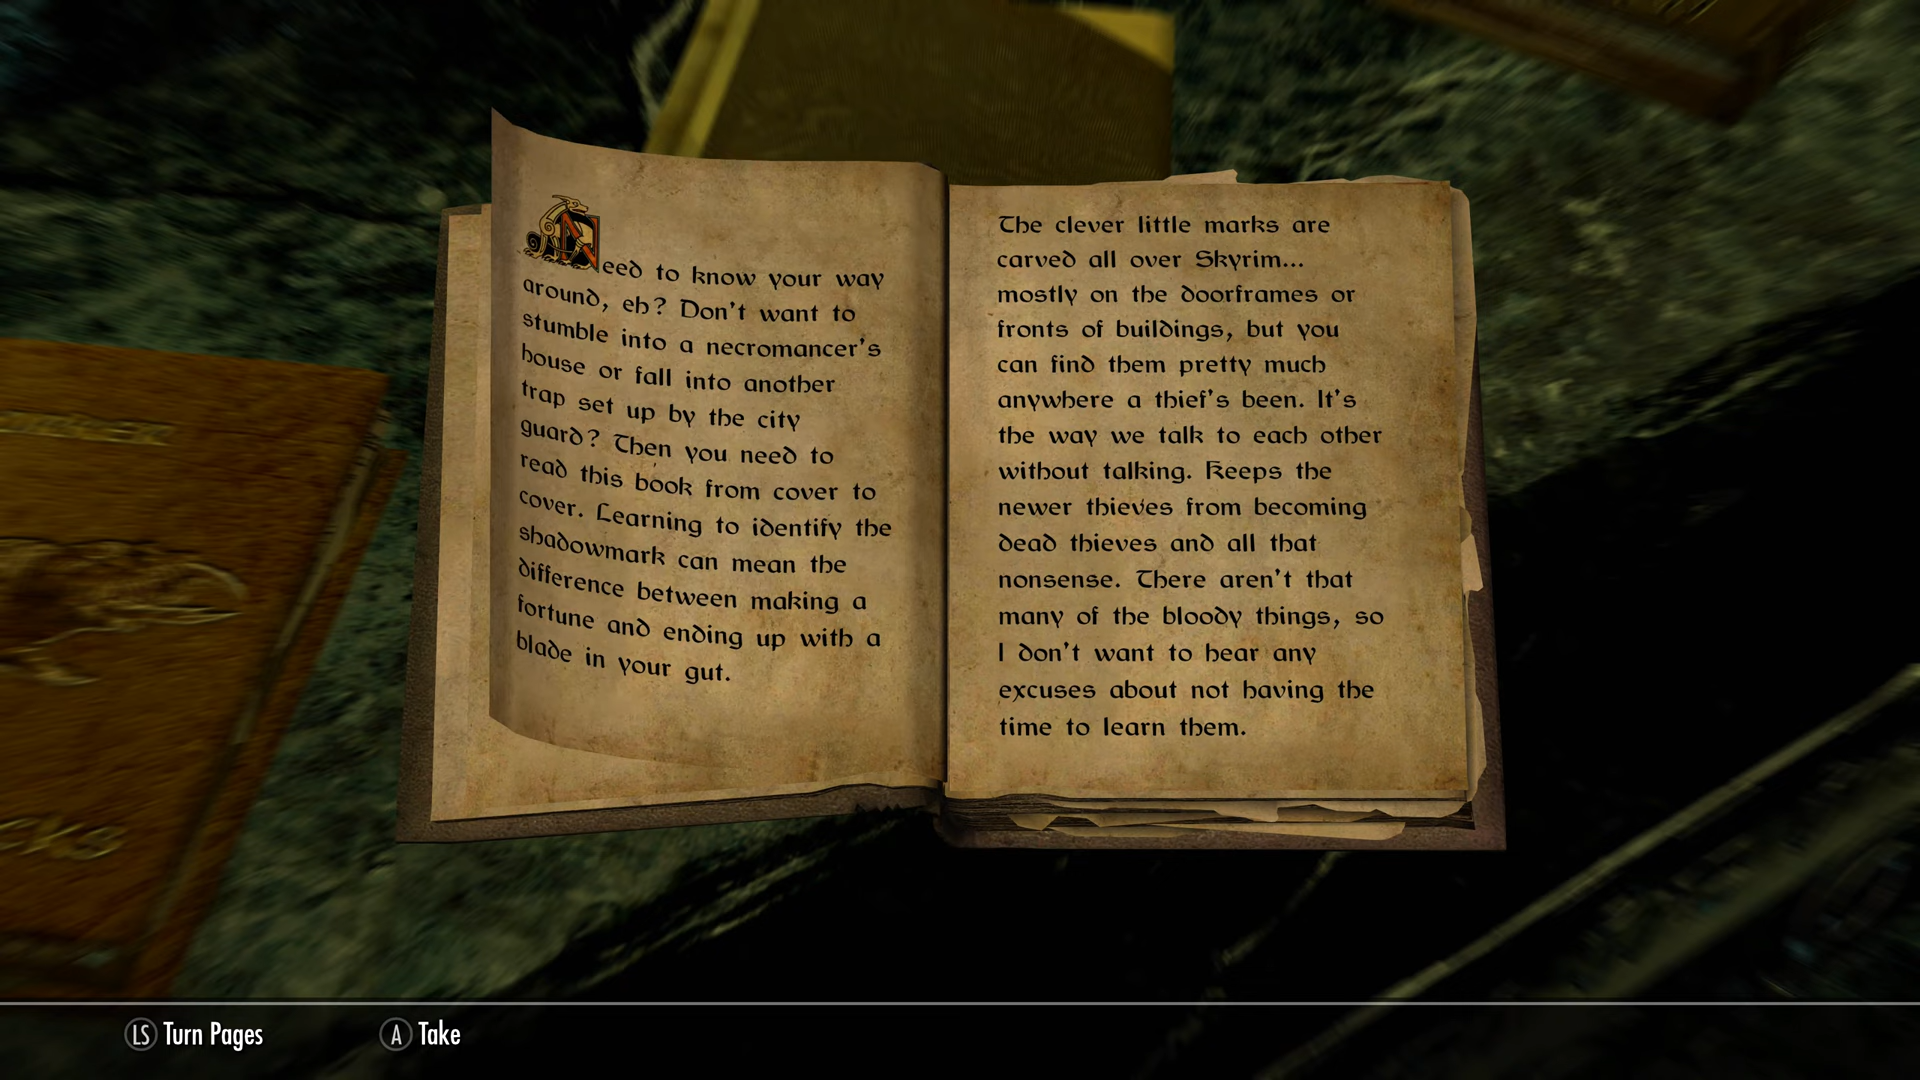 Need to know your way
around, eh? Don't want to
stumble into a necromancer's
house or fall into another
trap set up by the city
guard? Then you need to
read this book from cover to
cover. Learning to identify the
shadowmark can mean the
difference between making a
fortune and ending up with a
blade in your gut.
The clever little marks are
carved all over Skyrim...
mostly on the doorframes or
fronts of buildings, but you
can find them pretty much
anywhere a thief's been. It's
the way we talk to each other
without talking. Keeps the
newer thieves from becoming
dead thieves and all that
nonsense. There aren't that
many of the bloody things, so
I don't want to hear any
excuses about not having the
time to learn them.
LS Turn Pages
A Take